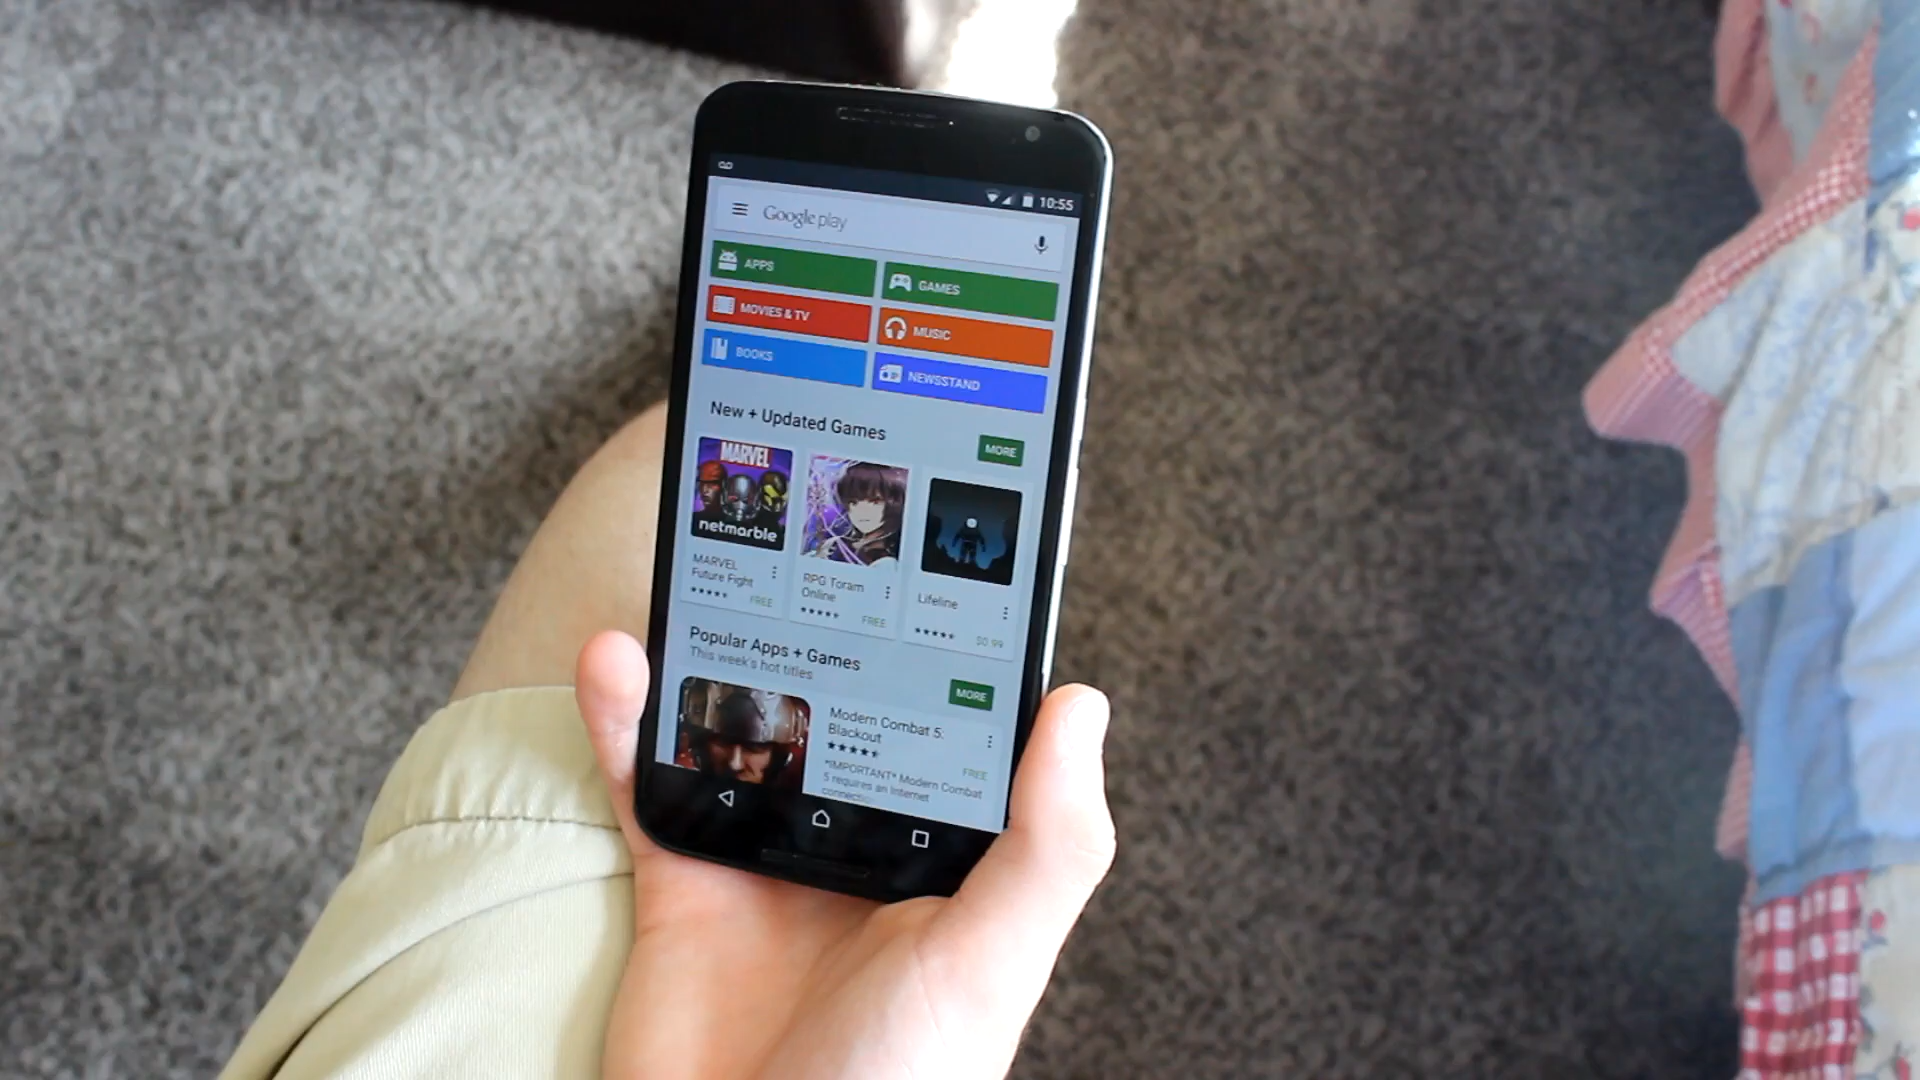 10:55
Google play
APPS
GAMES
MOVIES & TV
MUSIC
BOOKS
NEWSSTAND
New + Updated Games
MORE
MARVEL
netmarble
MARVEL
Future Fight
FREE
RPG Toram
Online
FREE
Lifeline
$0.99
Popular Apps + Games
This week's hot titles
MORE
Modern Combat 5:
Blackout
FREE
*IMPORTANT* Modern Combat
5 requires an Internet
connection